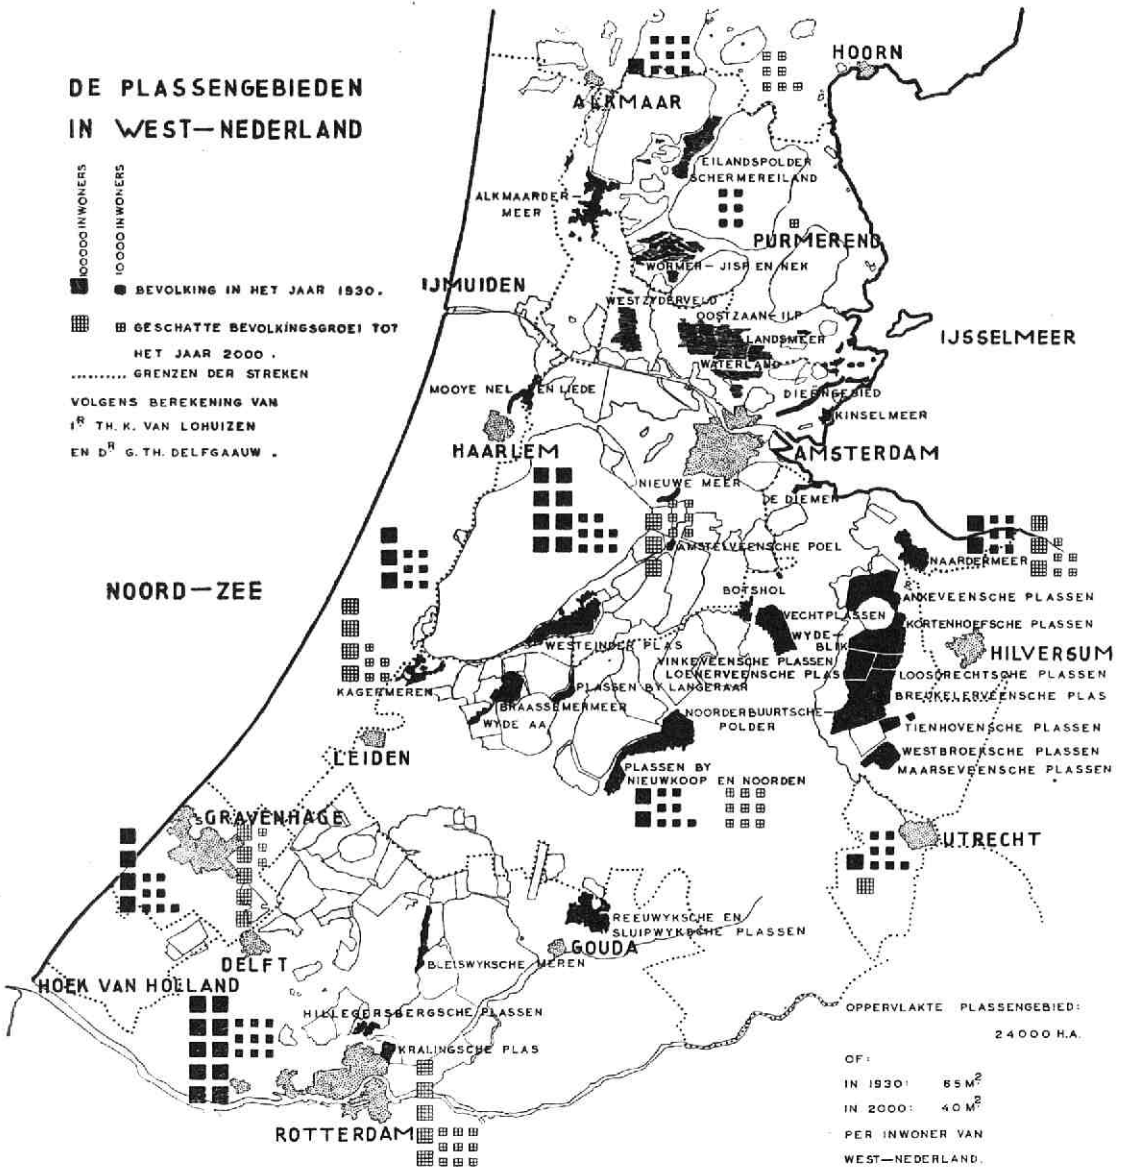 DE PLASSENGEBIEDEN
IN WEST—NEDERLAND
100000 INWONERS
10000 INWONERS
BEVOLKING IN HET JAAR 1930.
GESCHATTE BEVOLKINGSGROEI TOT
HET JAAR 2000.
GRENZEN DER STREKEN
VOLGENS BEREKENING VAN
IR TH. K. VAN LOHUIZEN
EN DR G. TH. DELFGAAUW.
HOORN
ALKMAAR
EILANDSPOLDER
SCHERMEREILAND
ALKMAARDER—
MEER
PURMEREND
WORMER—JISP EN NEK
IJMUIDEN
WESTZYDERVELD
OOSTZAAN—ILP
LANDSMEER
WATERLAND
IJSSELMEER
MOOYE NEL EN LIEDE
DIEENGEBIED
KINSELMEER
HAARLEM
AMSTERDAM
NIEUWE MEER
DE DIEMEN
AMSTELVEENSCHE POEL
NAARDERMEER
NOORD—ZEE
BOTSHOL
ANKEVEENSCHE PLASSEN
VECHTPLASSEN
KORTENHOEFSCHE PLASSEN
WYDE—
BLIK
WESTEINDER PLAS
HILVERSUM
VINKEVEENSCHE PLASSEN
LOENERVEENSCHE PLAS
LOOSDRECHTSCHE PLASSEN
KAGERMEREN
PLASSEN BY LANGERAAR
BREUKELERVEENSCHE PLAS
BRAASSEMERMEER
WYDE AA
NOORDERBUURTSCHE—
POLDER
TIENHOVENSCHE PLASSEN
LEIDEN
WESTBROEKSCHE PLASSEN
PLASSEN BY
NIEUWKOOP EN NOORDEN
MAARSEVEENSCHE PLASSEN
'sGRAVENHAGE
UTRECHT
REEUWYKSCHE EN
SLUIPWYKSCHE PLASSEN
GOUDA
DELFT
BLEISWYKSCHE MEREN
HOEK VAN HOLLAND
HILLEGERSBERGSCHE PLASSEN
KRALINGSCHE PLAS
ROTTERDAM
OPPERVLAKTE PLASSENGEBIED:
24000 H.A.
OF:
IN 1930: 65 M².
IN 2000: 40 M².
PER INWONER VAN
WEST—NEDERLAND.